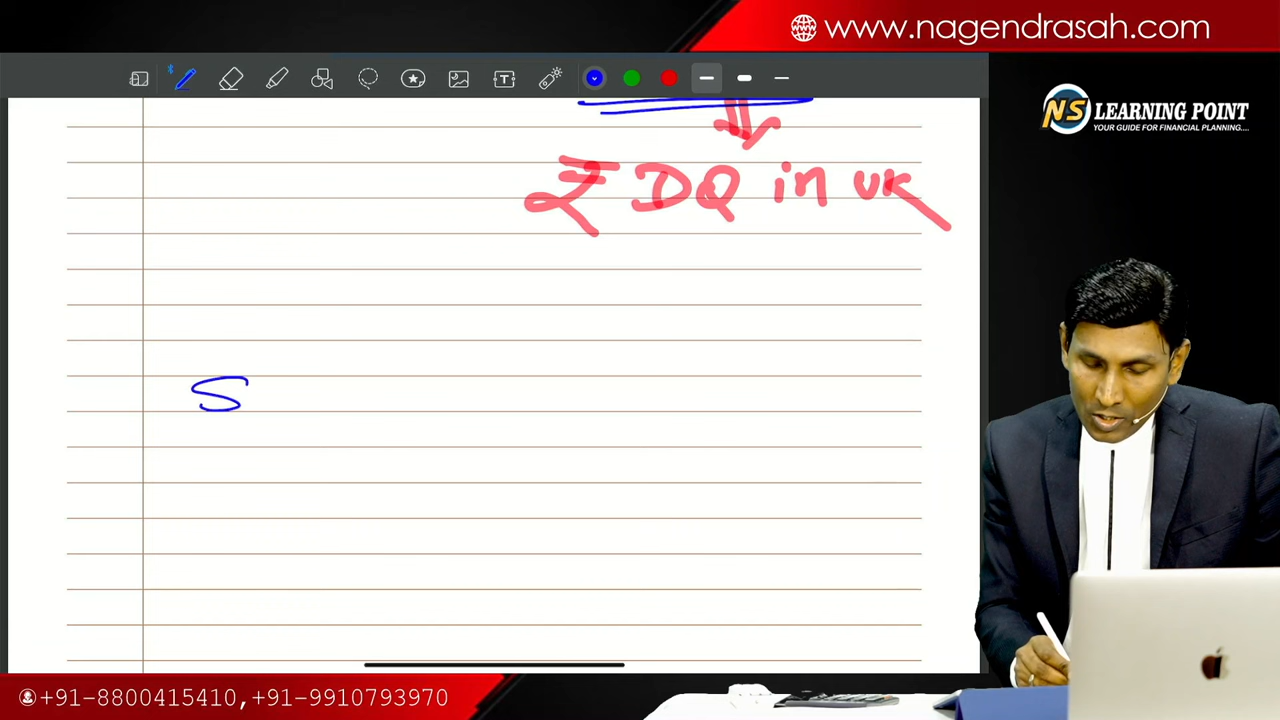 www.nagendrasah.com
NS LEARNING POINT
YOUR GUIDE FOR FINANCIAL PLANNING....
₹ DQ in UK
S
+91-8800415410,+91-9910793970